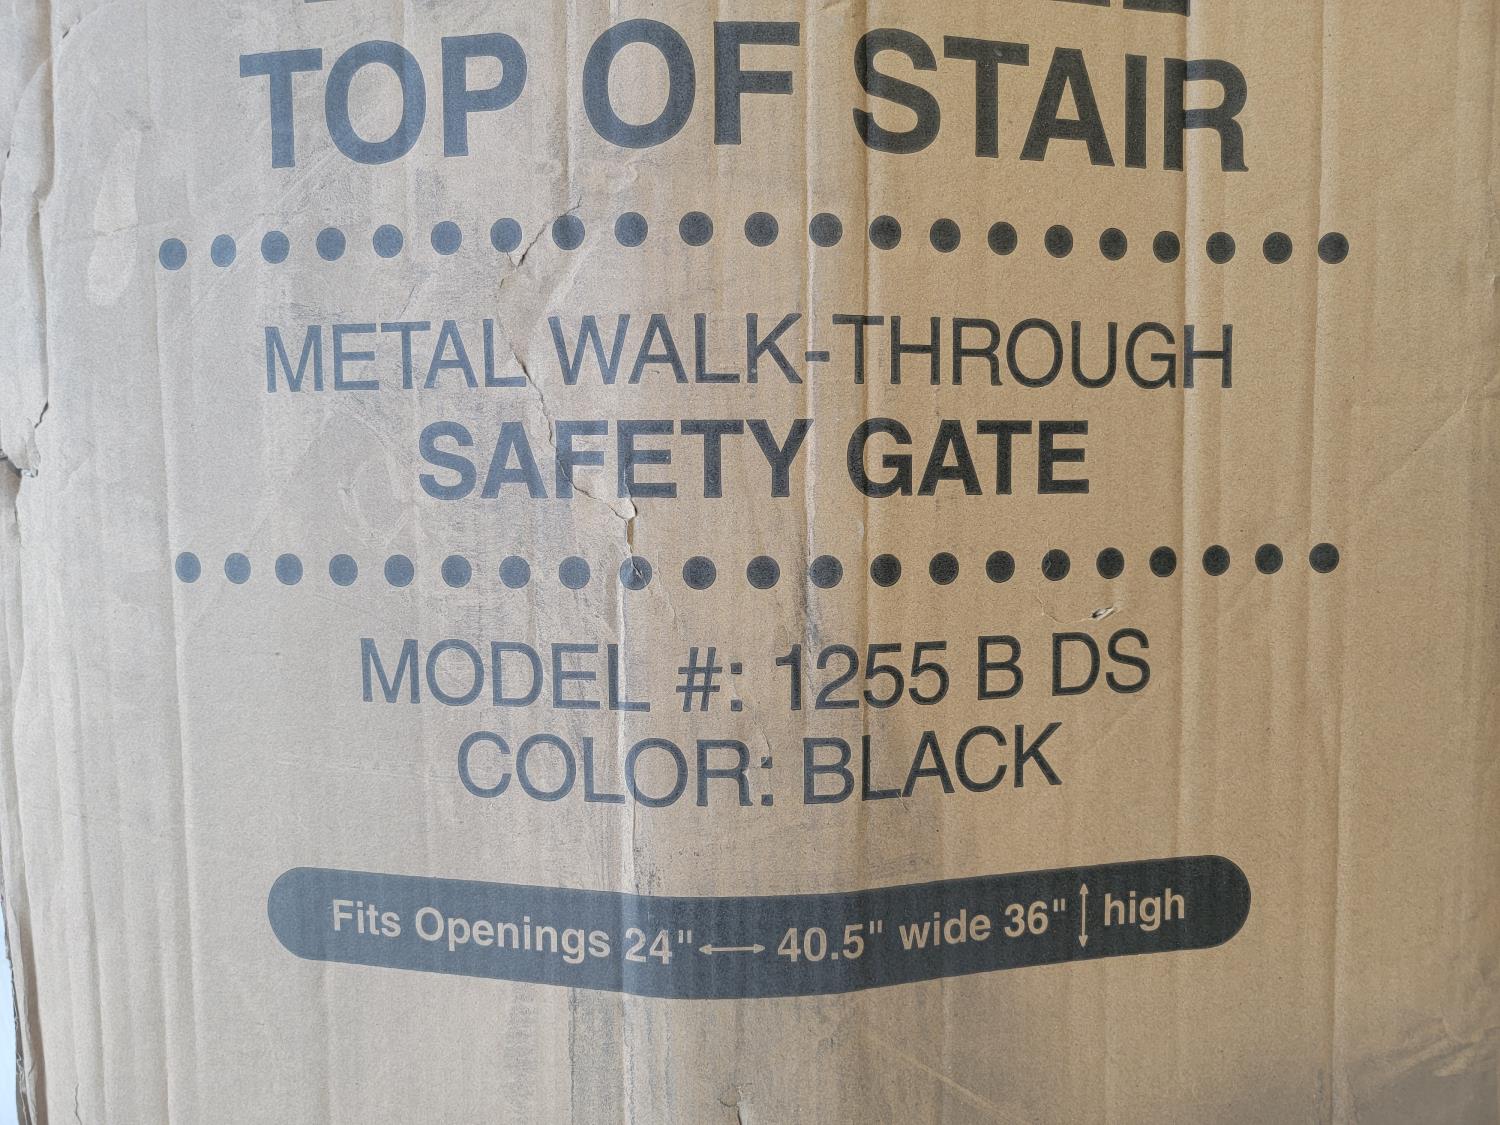 TOP OF STAIR
METAL WALK-THROUGH
SAFETY GATE
MODEL #: 1255 B DS
COLOR: BLACK
Fits Openings 24"⟷ 40.5" wide 36"↕ high